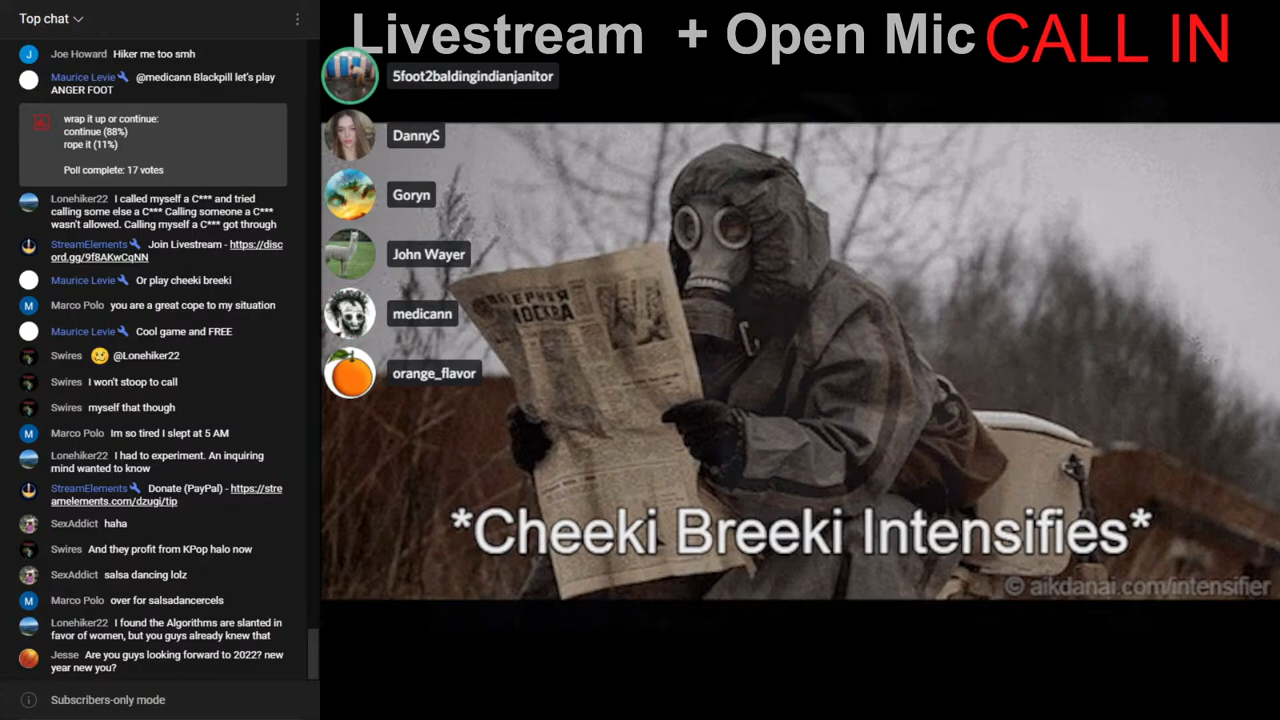 Top chat
Joe Howard Hiker me too smh
Maurice Levie @medicann Blackpill let's play
ANGER FOOT
wrap it up or continue:
continue (88%)
rope it (11%)
Poll complete: 17 votes
Lonehiker22 I called myself a C*** and tried
calling some else a C*** Calling someone a C***
wasn't allowed. Calling myself a C*** got through
StreamElements Join Livestream - https://disc
ord.gg/9f8AKwCqNN
Maurice Levie Or play cheeki breeki
Marco Polo you are a great cope to my situation
Maurice Levie Cool game and FREE
Swires @Lonehiker22
Swires I won't stoop to call
Swires myself that though
Marco Polo Im so tired I slept at 5 AM
Lonehiker22 I had to experiment. An inquiring
mind wanted to know
StreamElements Donate (PayPal) - https://stre
amelements.com/dzugi/tip
SexAddict haha
Swires And they profit from KPop halo now
SexAddict salsa dancing lolz
Marco Polo over for salsadancercels
Lonehiker22 I found the Algorithms are slanted in
favor of women, but you guys already knew that
Jesse Are you guys looking forward to 2022? new
year new you?
Subscribers-only mode
Livestream + Open Mic CALL IN
5foot2baldingindianjanitor
DannyS
Goryn
John Wayer
medicann
orange_flavor
ВЕЧЕРНЯЯ
МОСКВА
*Cheeki Breeki Intensifies*
© aikdanai.com/intensifier